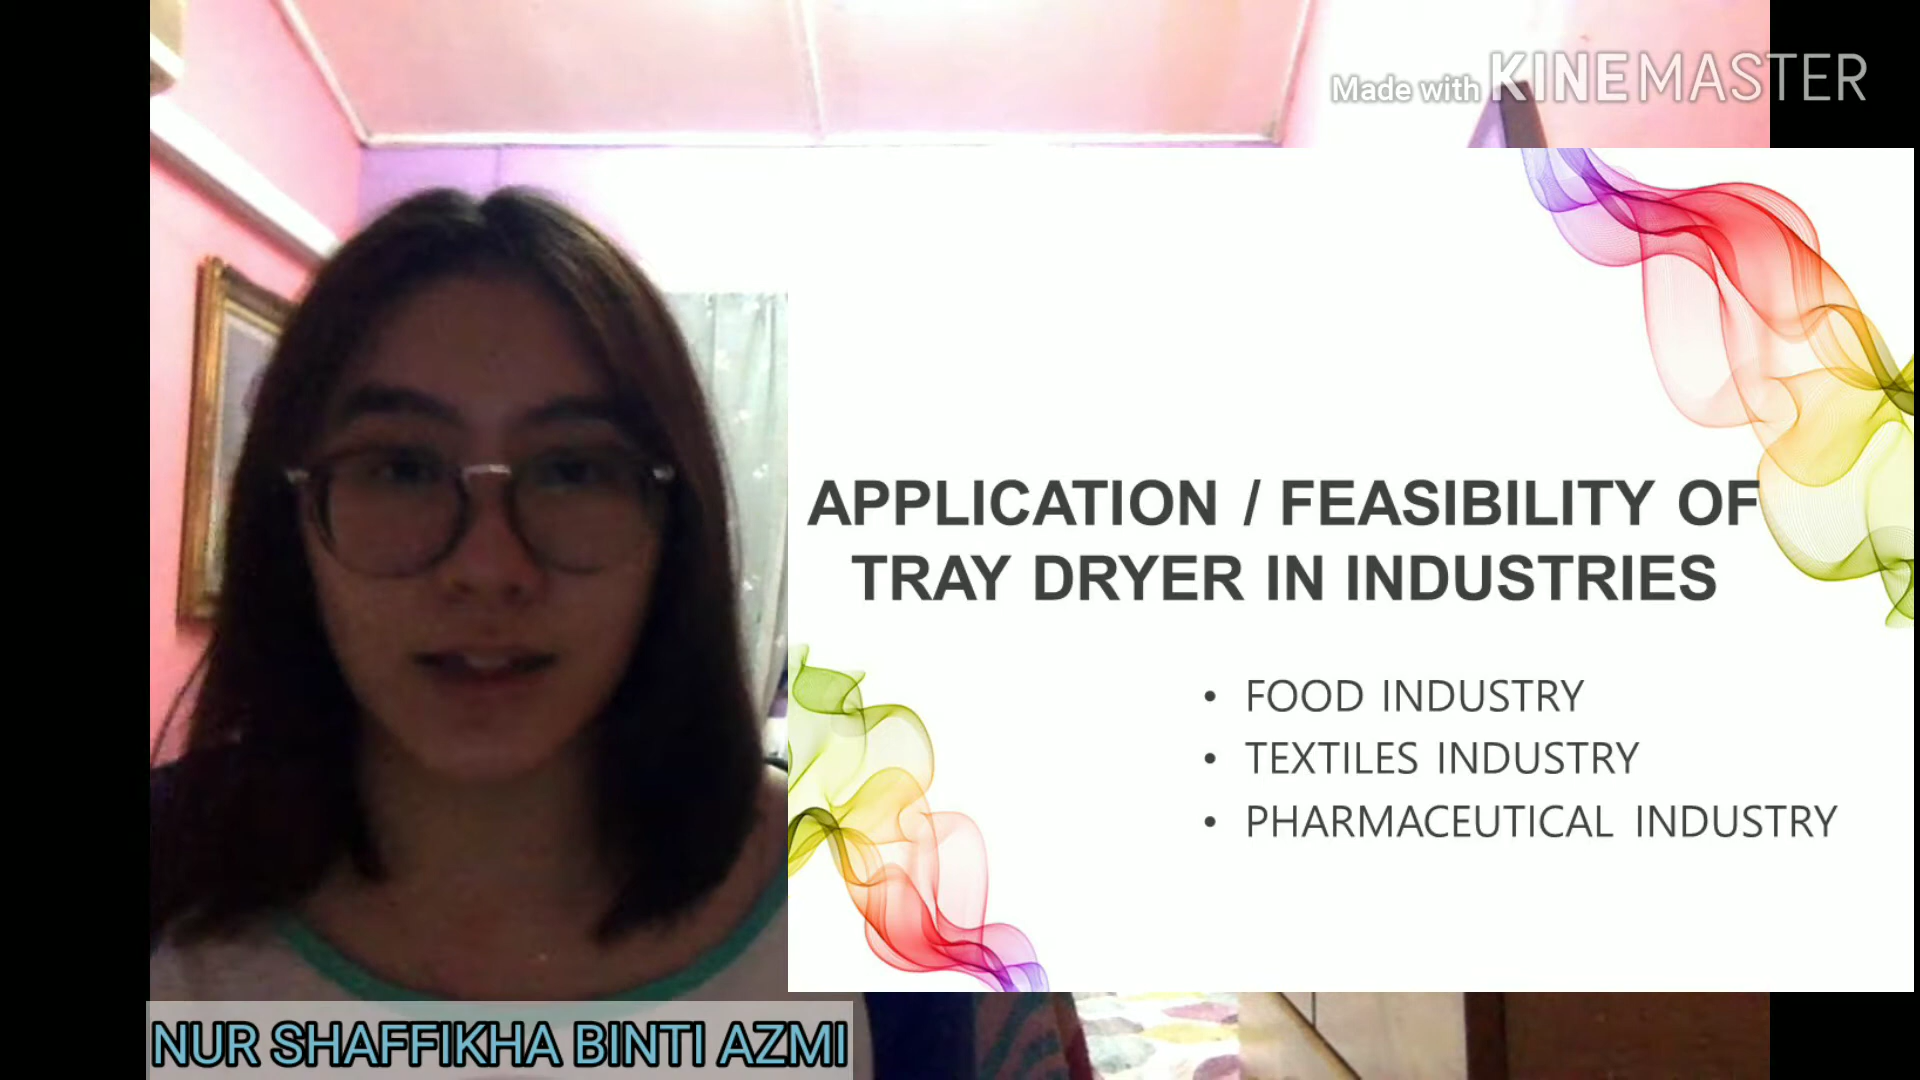 Made with KINEMASTER
APPLICATION / FEASIBILITY OF
TRAY DRYER IN INDUSTRIES
• FOOD INDUSTRY
• TEXTILES INDUSTRY
• PHARMACEUTICAL INDUSTRY
NUR SHAFFIKHA BINTI AZMI